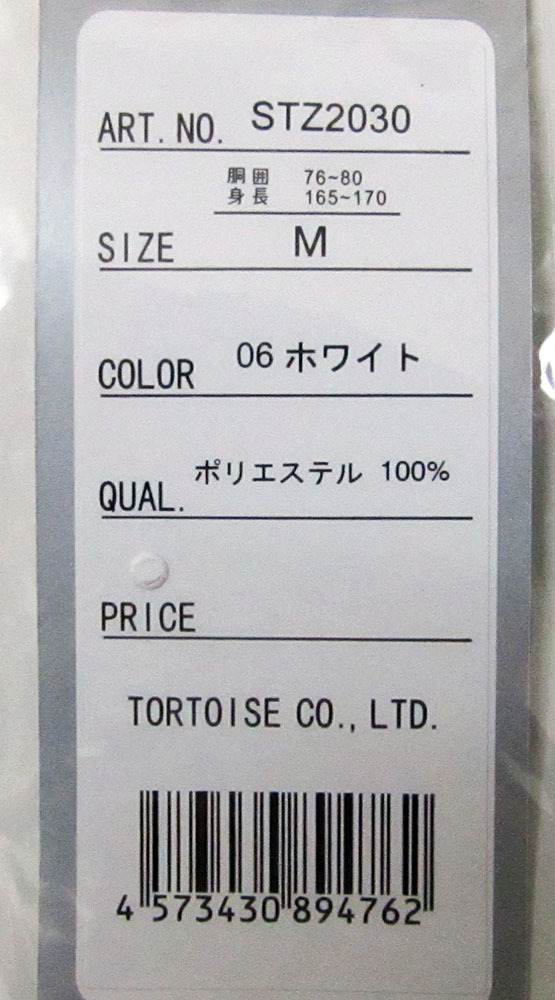 ART. NO. STZ2030
胴囲 76~80
身長 165~170
SIZE M
COLOR 06 ホワイト
QUAL. ポリエステル 100%
PRICE
TORTOISE CO., LTD.
4 573430 894762